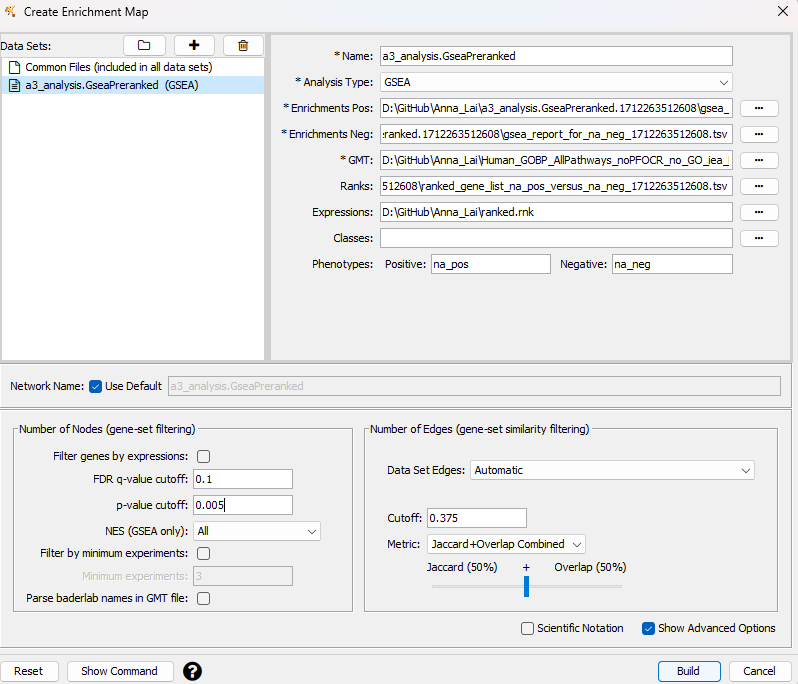 Create Enrichment Map
Data Sets:
Common Files (included in all data sets)
a3_analysis.GseaPreranked (GSEA)
* Name: a3_analysis.GseaPreranked
* Analysis Type: GSEA
* Enrichments Pos: D:\GitHub\Anna_Lai\a3_analysis.GseaPreranked.1712263512608\gsea_
* Enrichments Neg: eranked.1712263512608\gsea_report_for_na_neg_1712263512608.tsv
* GMT: D:\GitHub\Anna_Lai\Human_GOBP_AllPathways_noPFOCR_no_GO_iea_
Ranks: 512608\ranked_gene_list_na_pos_versus_na_neg_1712263512608.tsv
Expressions: D:\GitHub\Anna_Lai\ranked.rnk
Classes:
Phenotypes: Positive: na_pos Negative: na_neg
Network Name: Use Default a3_analysis.GseaPreranked
Number of Nodes (gene-set filtering)
Filter genes by expressions:
FDR q-value cutoff: 0.1
p-value cutoff: 0.005
NES (GSEA only): All
Filter by minimum experiments:
Minimum experiments: 3
Parse baderlab names in GMT file:
Number of Edges (gene-set similarity filtering)
Data Set Edges: Automatic
Cutoff: 0.375
Metric: Jaccard+Overlap Combined
Jaccard (50%) + Overlap (50%)
Scientific Notation Show Advanced Options
Reset Show Command ? Build Cancel